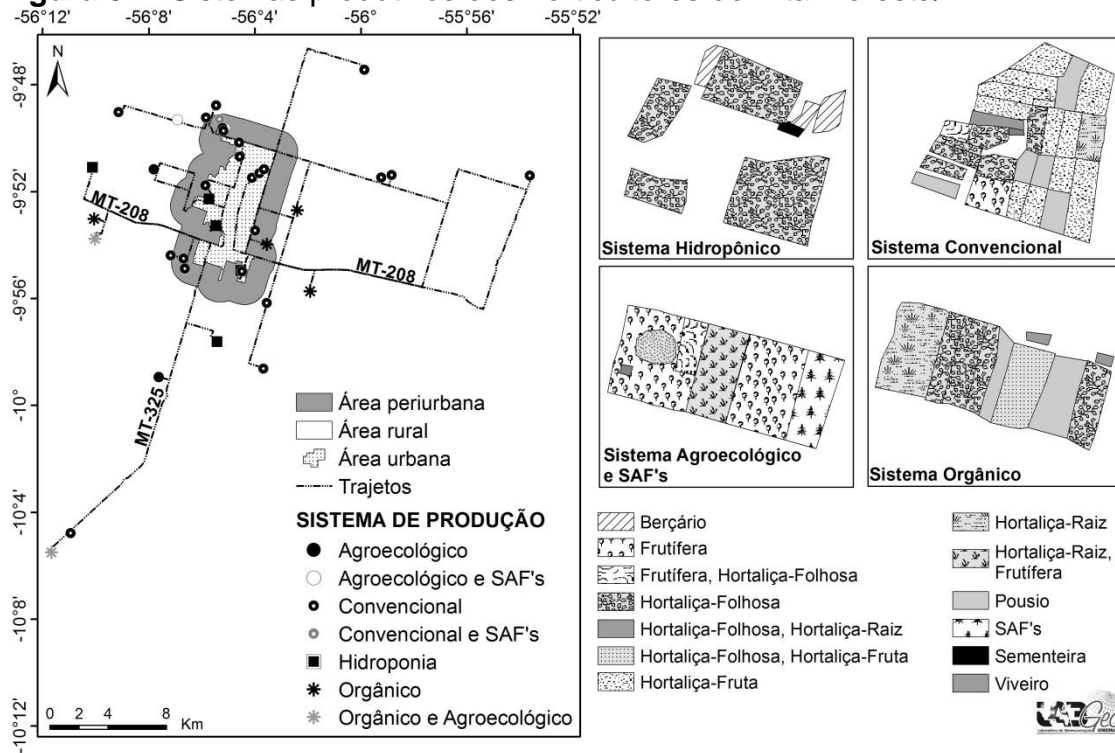 -56°12' -56°8' -56°4' -56° -55°56' -55°52'
N
-9°48'
-9°52'
-9°56'
-10°
-10°4'
-10°8'
-10°12'
MT-208
MT-208
MT-325
Área periurbana
Área rural
Área urbana
Trajetos
SISTEMA DE PRODUÇÃO
Agroecológico
Agroecológico e SAF's
Convencional
Convencional e SAF's
Hidroponia
Orgânico
Orgânico e Agroecológico
0 2 4 8
Km
Sistema Hidropônico
Sistema Convencional
Sistema Agroecológico
e SAF's
Sistema Orgânico
Berçário
Frutífera
Frutífera, Hortaliça-Folhosa
Hortaliça-Folhosa
Hortaliça-Folhosa, Hortaliça-Raiz
Hortaliça-Folhosa, Hortaliça-Fruta
Hortaliça-Fruta
Hortaliça-Raiz
Hortaliça-Raiz,
Frutífera
Pousio
SAF's
Sementeira
Viveiro